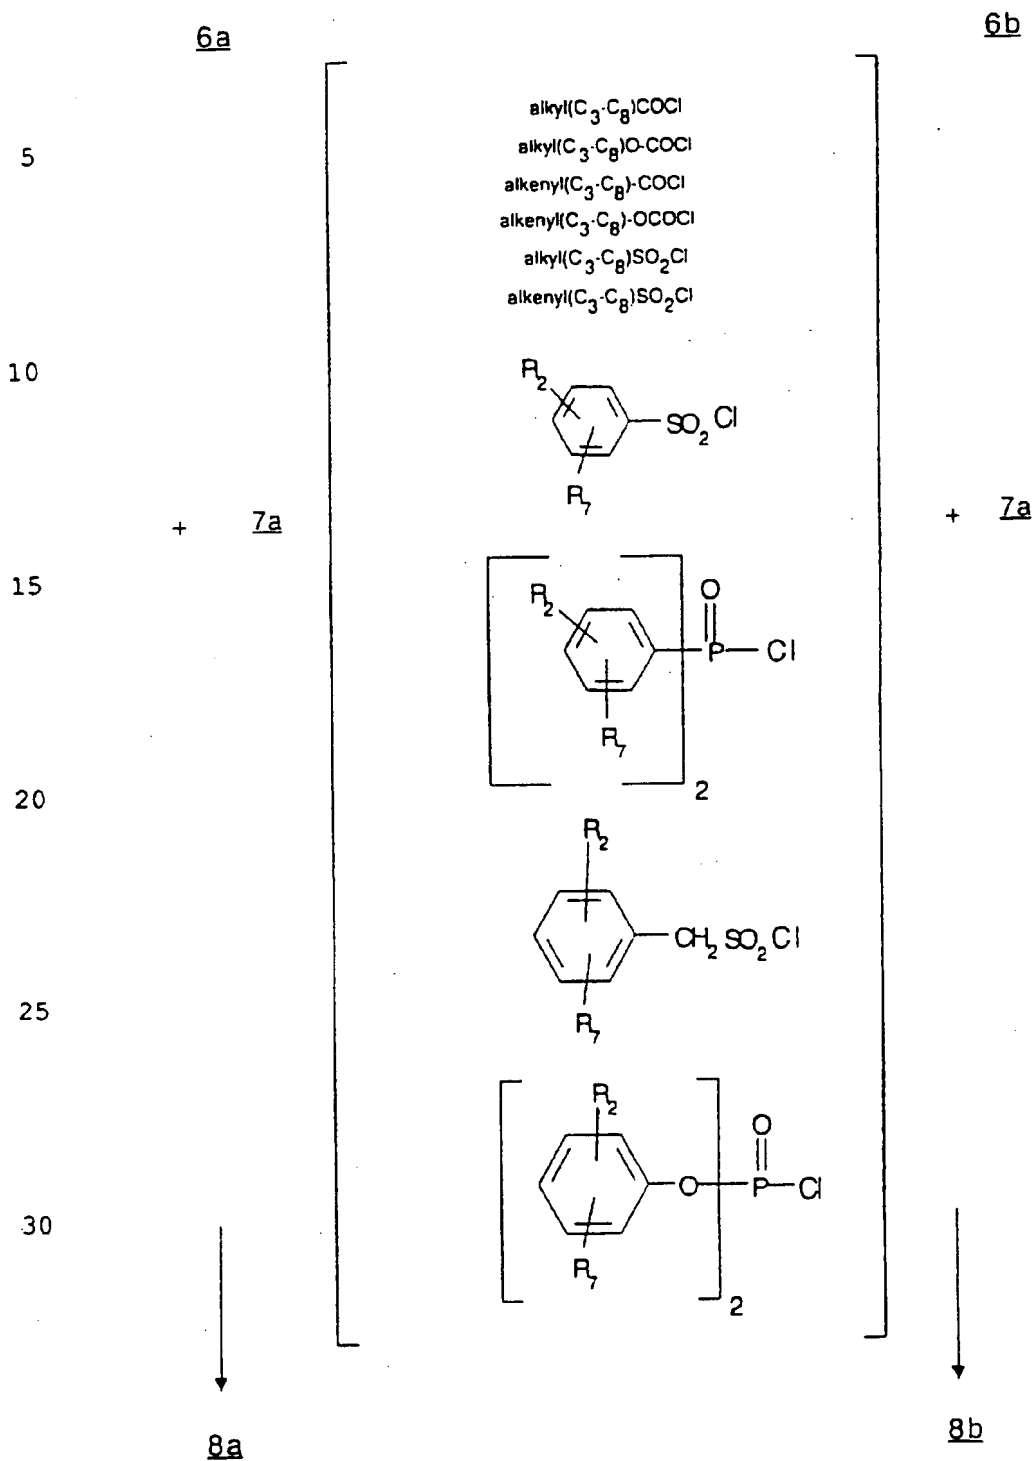 6a 6b
alkyl(C3-C8)COCl
alkyl(C3-C8)O-COCl
5
alkenyl(C3-C8)-COCl
alkenyl(C3-C8)-OCOCl
alkyl(C3-C8)SO2Cl
alkenyl(C3-C8)SO2Cl
10
R2
SO2Cl
R7
+ 7a + 7a
15
R2
O
P Cl
R7
20
2
R2
CH2SO2Cl
25
R7
R2
O
O P Cl
30
R7
2
8a 8b